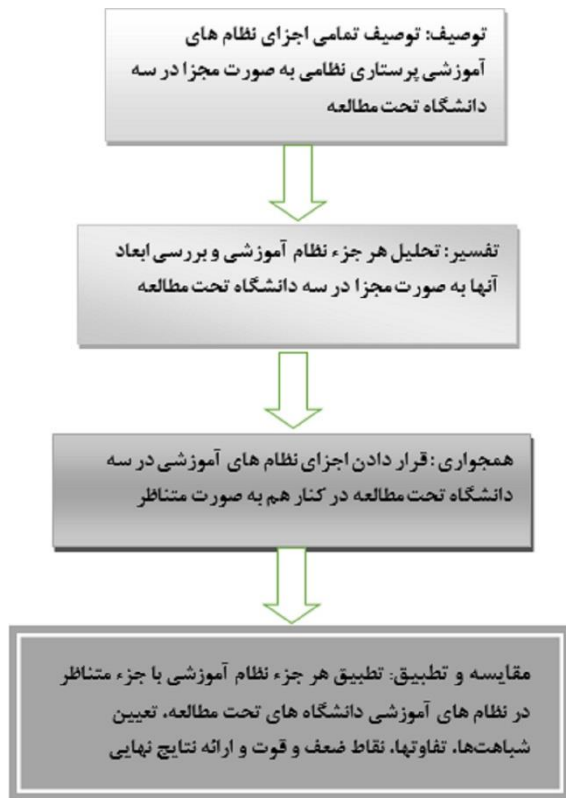 توصیف: توصیف تمامی اجزای نظام های
آموزشی پرستاری نظامی به صورت مجزا در سه
دانشگاه تحت مطالعه
تفسیر: تحلیل هر جزء نظام آموزشی و بررسی ابعاد
آنها به صورت مجزا در سه دانشگاه تحت مطالعه
همجواری: قرار دادن اجزای نظام های آموزشی در سه
دانشگاه تحت مطالعه در کنار هم به صورت متناظر
مقایسه و تطبیق: تطبیق هر جزء نظام آموزشی با جزء متناظر
در نظام های آموزشی دانشگاه های تحت مطالعه، تعیین
شباهت‌ها، تفاوتها، نقاط ضعف و قوت و ارائه نتایج نهایی